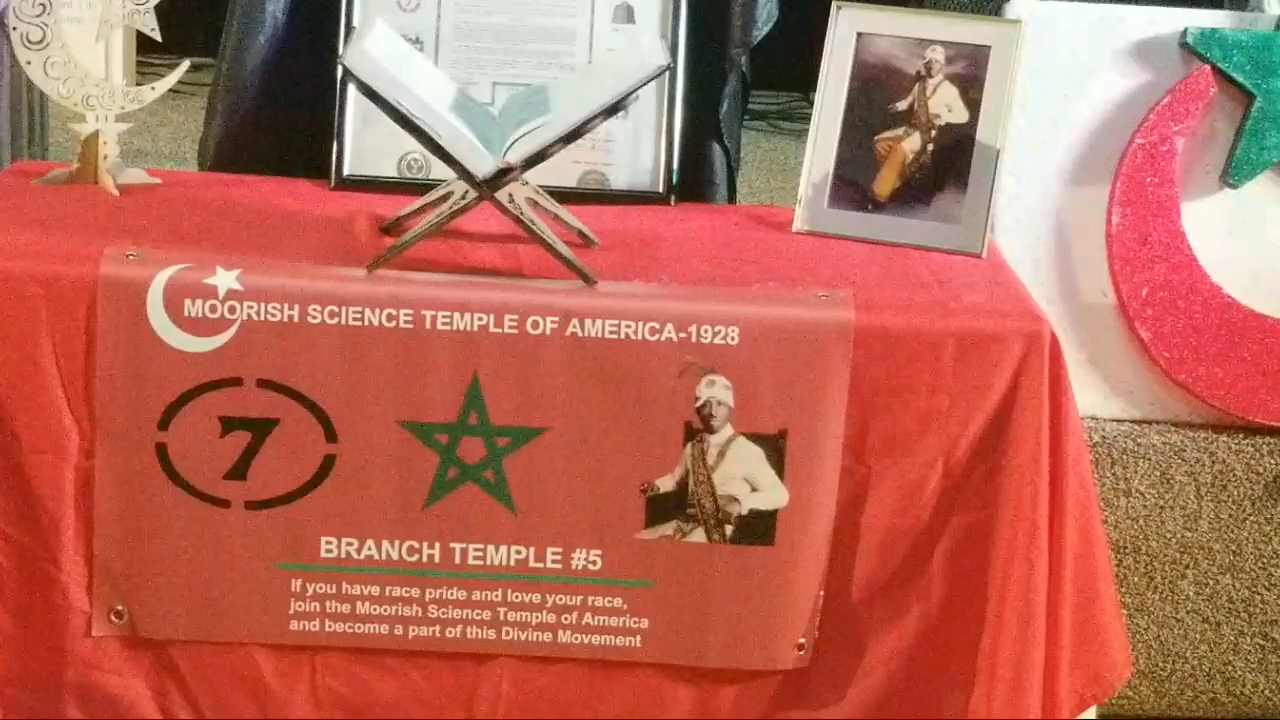 MOORISH SCIENCE TEMPLE OF AMERICA-1928
7
BRANCH TEMPLE #5
If you have race pride and love your race,
join the Moorish Science Temple of America
and become a part of this Divine Movement